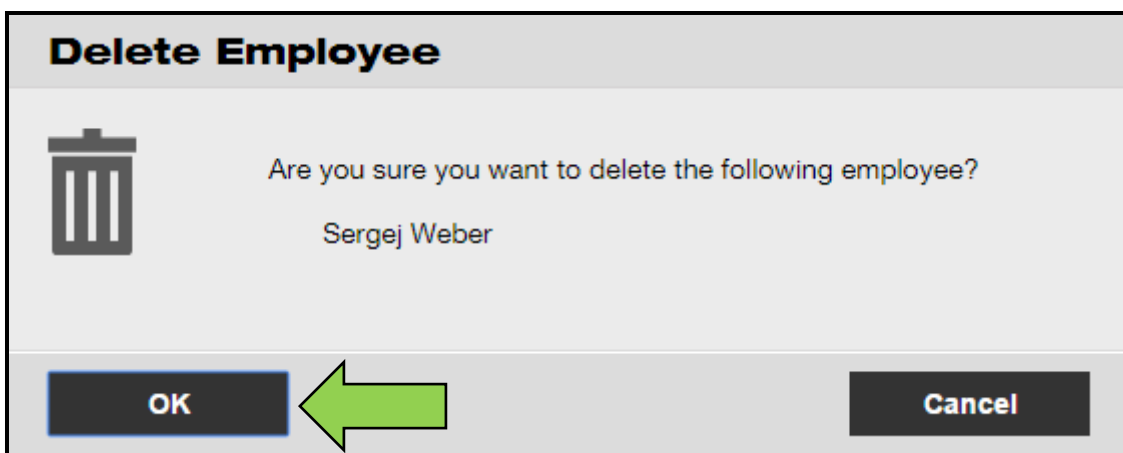 Delete Employee
Are you sure you want to delete the following employee?
Sergej Weber
OK
Cancel